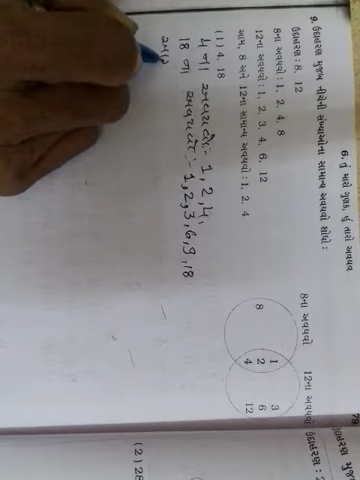 6. હું મારો ગુણક, હું તારો અવયવ
9. ઉદાહરણ મુજબ નીચેની સંખ્યાઓના સામાન્ય અવયવો શોધો :
ઉદાહરણ : 8, 12
8ના અવયવો : 1, 2, 4, 8
12ના અવયવો : 1, 2, 3, 4, 6, 12
આમ, 8 અને 12ના સામાન્ય અવયવો : 1, 2, 4
8ના અવયવો 12ના અવયવો
8 1 2 4 3 6 12
(1) 4, 18
4 ના અવયવોઃ- 1, 2, 4,
18 ના અવયવોઃ- 1, 2, 3, 6, 9, 18
ઉદાહરણ મુજ
ઉદાહરણ :
(2) 28